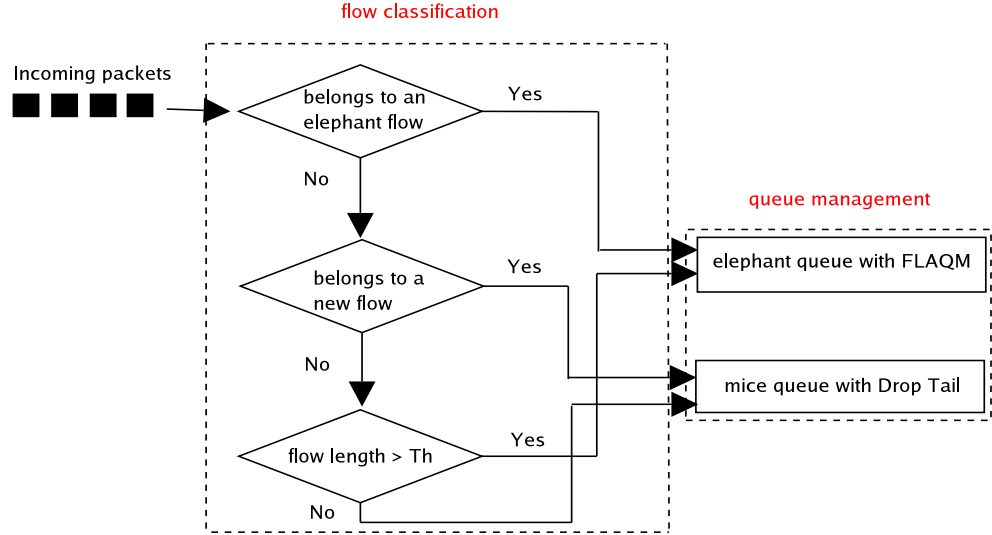 flow classification
Incoming packets
belongs to an
elephant flow
Yes
No
queue management
elephant queue with FLAQM
belongs to a
new flow
Yes
No
mice queue with Drop Tail
flow length > Th
Yes
No